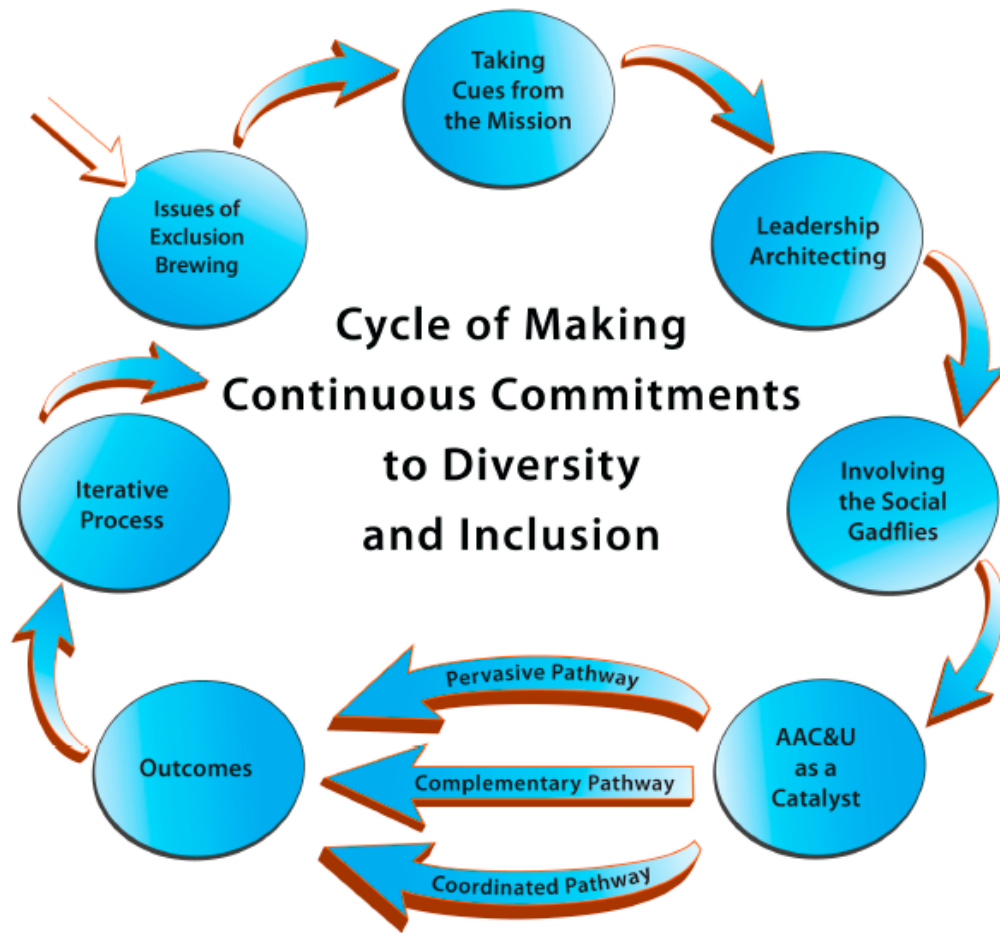 Taking
Cues from
the Mission
Issues of
Exclusion
Brewing
Leadership
Architecting
Cycle of Making
Continuous Commitments
to Diversity
and Inclusion
Involving
the Social
Gadflies
Iterative
Process
Pervasive Pathway
AAC&U
as a
Catalyst
Complementary Pathway
Coordinated Pathway
Outcomes